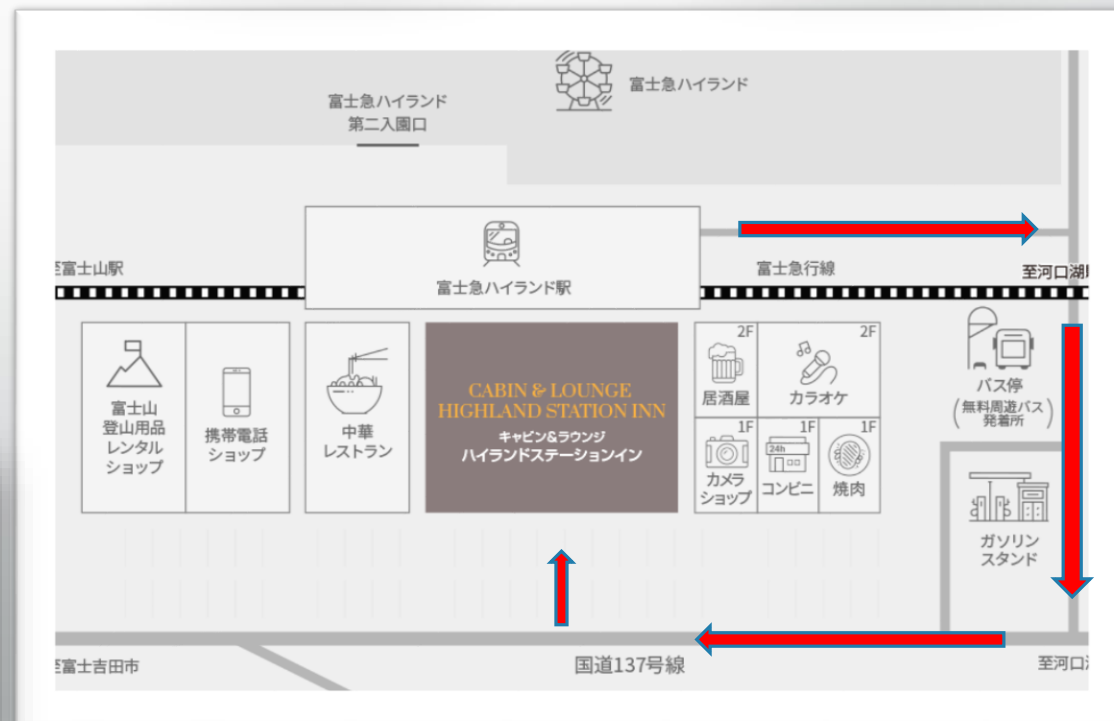 富士急ハイランド
富士急ハイランド
第二入園口
至富士山駅
富士急ハイランド駅
富士急行線
至河口湖
富士山
登山用品
レンタル
ショップ
携帯電話
ショップ
中華
レストラン
CABIN & LOUNGE
HIGHLAND STATION INN
キャビン&ラウンジ
ハイランドステーションイン
2F
居酒屋
2F
カラオケ
1F
カメラ
ショップ
1F
24h
コンビニ
1F
焼肉
バス停
(無料周遊バス
発着所)
ガソリン
スタンド
至富士吉田市
国道137号線
至河口